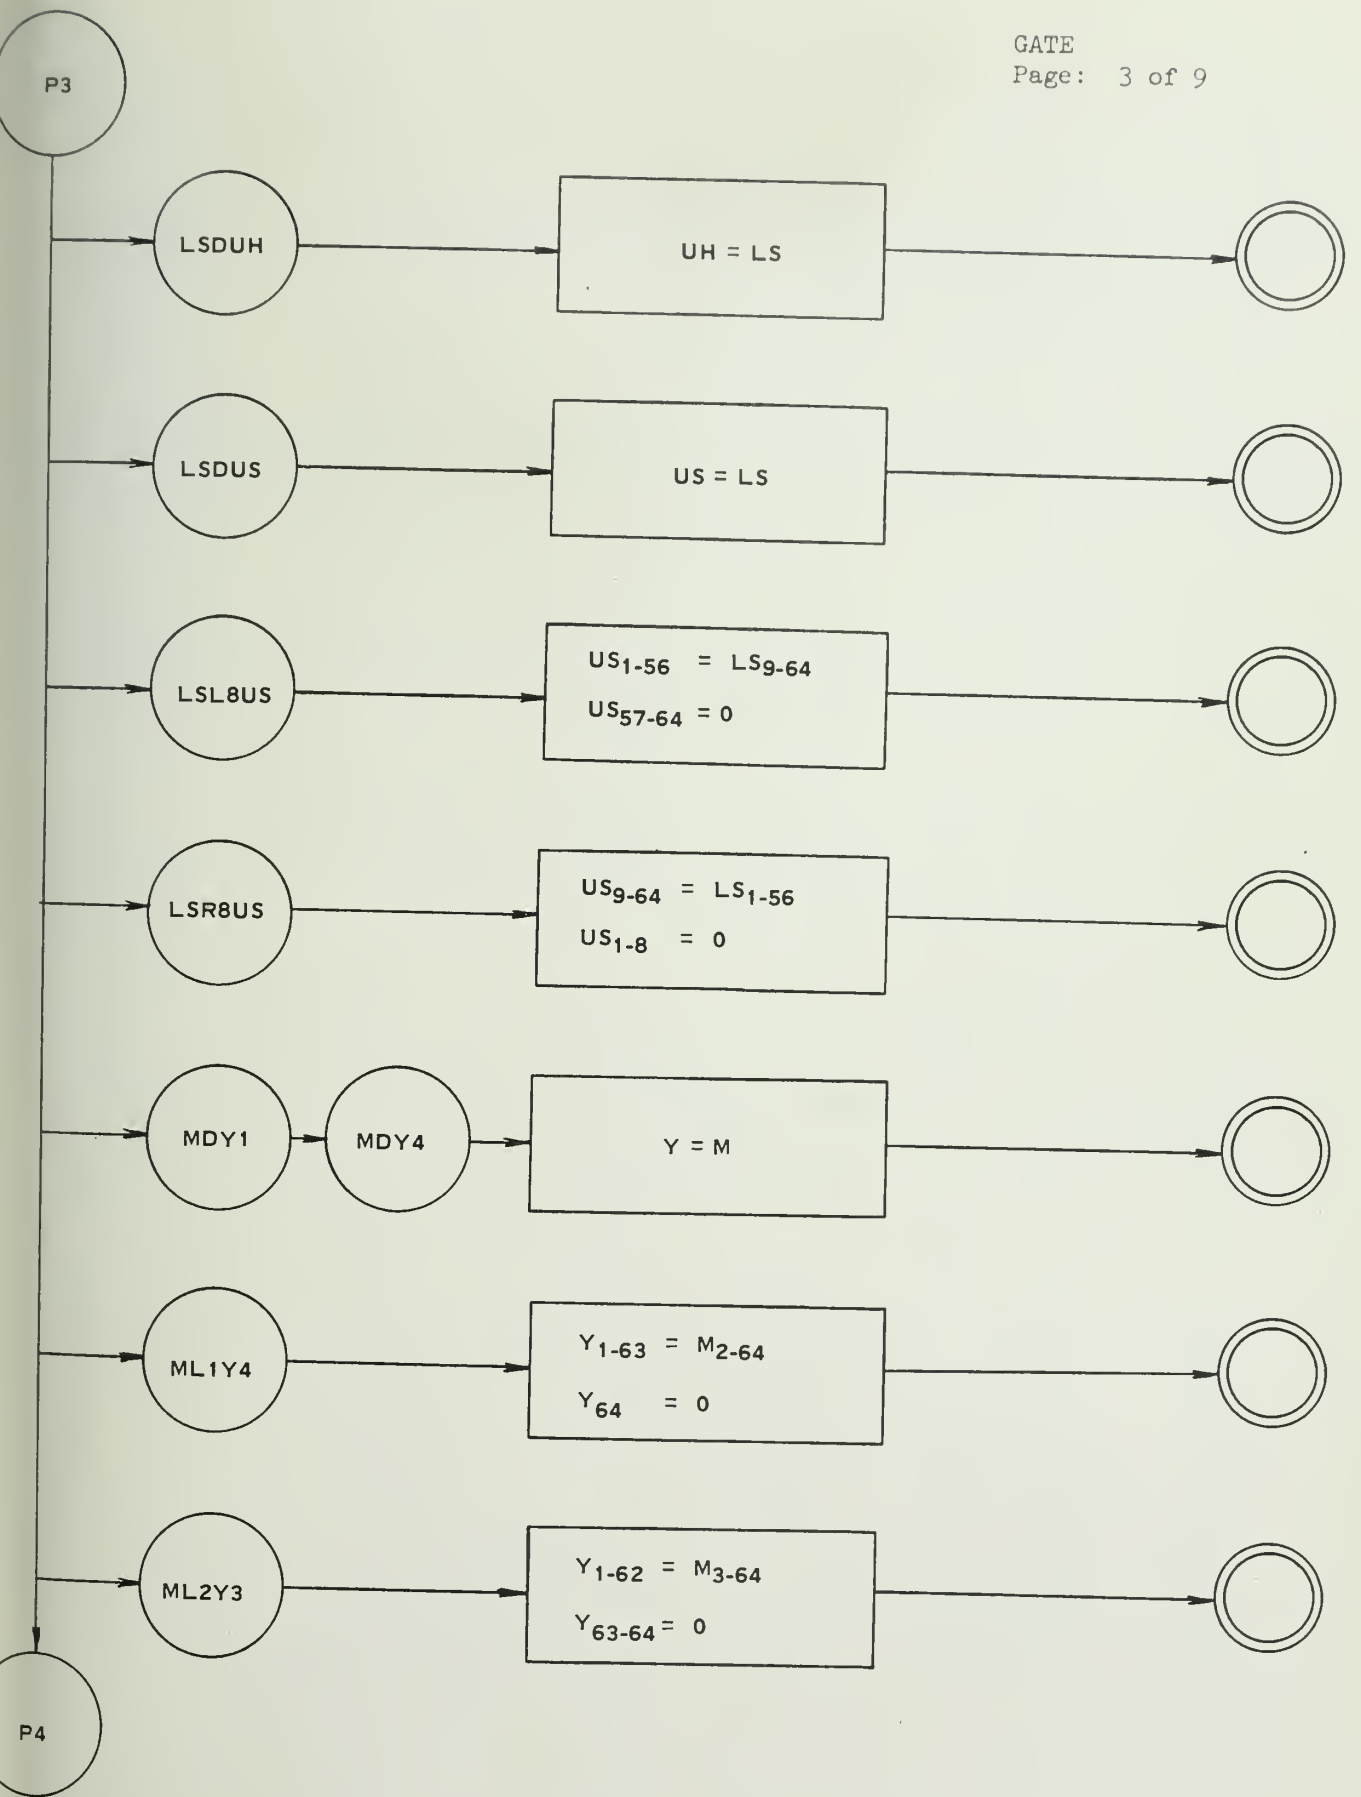 GATE
Page: 3 of 9
P3
LSDUH
UH = LS
LSDUS
US = LS
LSL8US
US1-56 = LS9-64
US57-64 = 0
LSR8US
US9-64 = LS1-56
US1-8 = 0
MDY1
MDY4
Y = M
ML1Y4
Y1-63 = M2-64
Y64 = 0
ML2Y3
Y1-62 = M3-64
Y63-64 = 0
P4